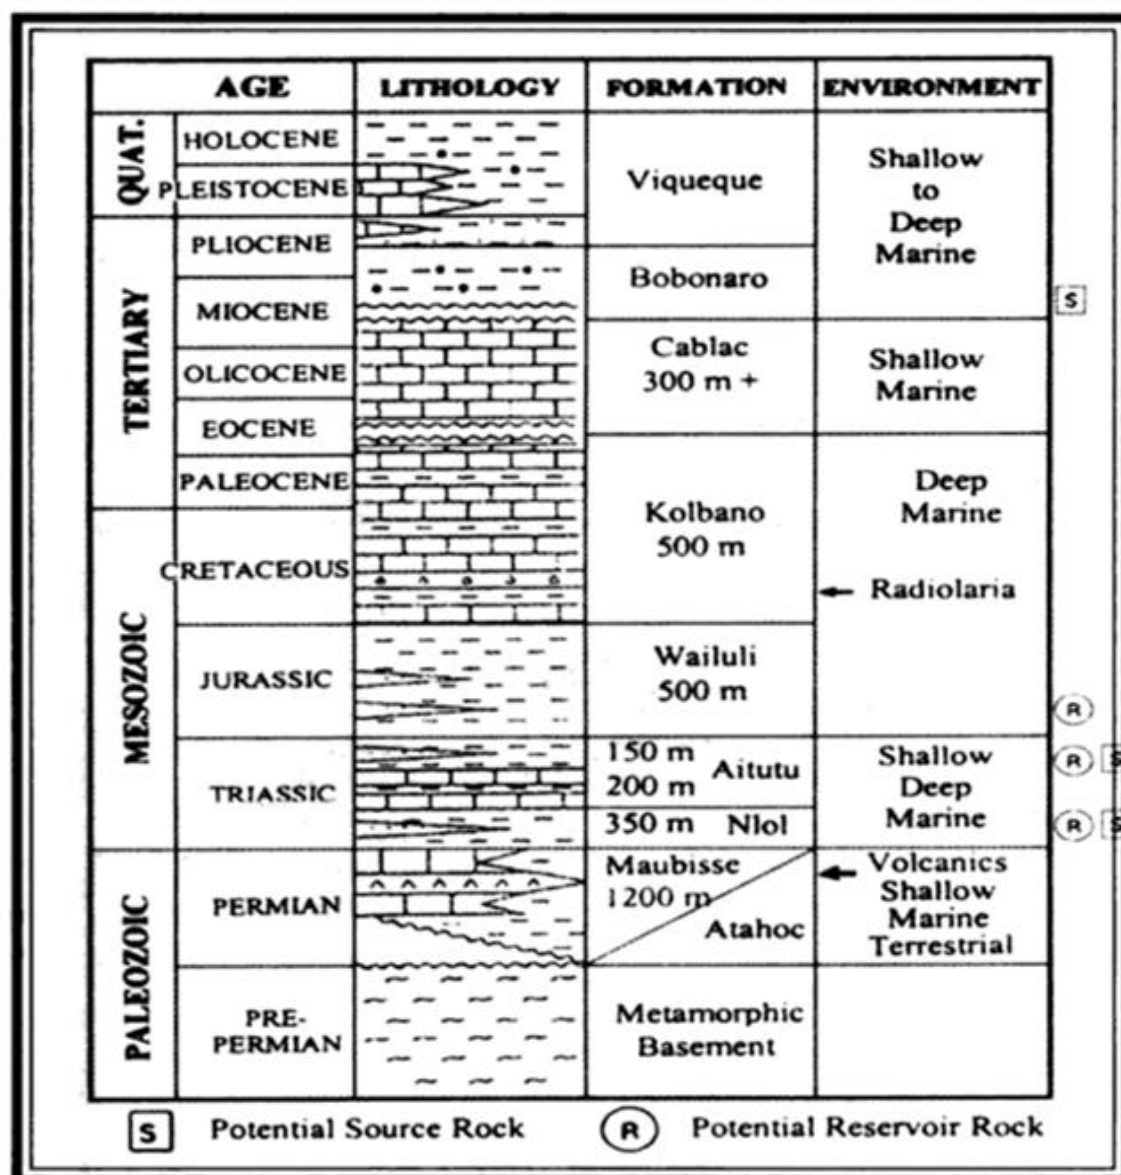 AGE LITHOLOGY FORMATION ENVIRONMENT
QUAT.
HOLOCENE
PLEISTOCENE
Viqueque
Shallow
to
Deep
Marine
TERTIARY
PLIOCENE
MIOCENE
OLICOCENE
EOCENE
PALEOCENE
Bobonaro
S
Cablac
300 m +
Shallow
Marine
MESOZOIC
CRETACEOUS
JURASSIC
TRIASSIC
Kolbano
500 m
Deep
Marine
Radiolaria
Wailuli
500 m
R
150 m
200 m
Aitutu
R S
350 m Nlol
R S
Shallow
Deep
Marine
PALEOZOIC
PERMIAN
Maubisse
1200 m
Atahoc
Volcanics
Shallow
Marine
Terrestrial
PRE-
PERMIAN
Metamorphic
Basement
S Potential Source Rock R Potential Reservoir Rock